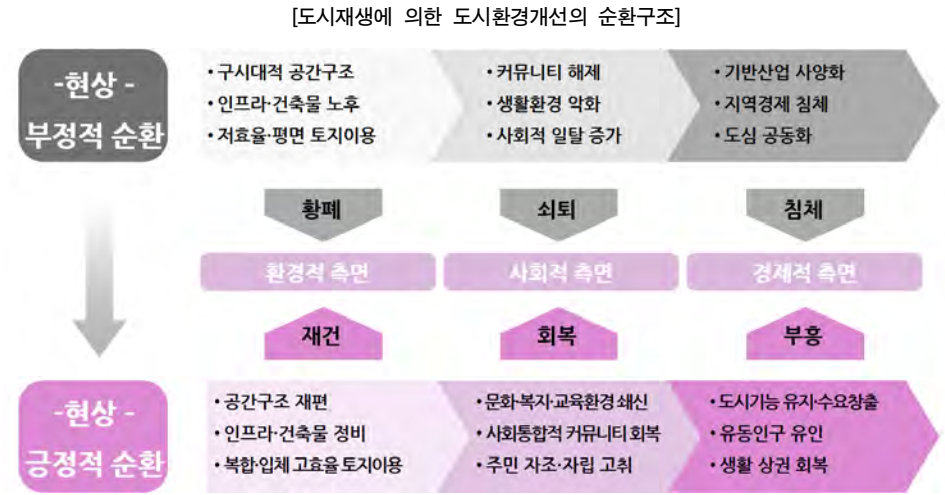 [도시재생에 의한 도시환경개선의 순환구조]
-현상 -
부정적 순환
• 구시대적 공간구조
• 인프라·건축물 노후
• 저효율·평면 토지이용
• 커뮤니티 해제
• 생활환경 악화
• 사회적 일탈 증가
• 기반산업 사양화
• 지역경제 침체
• 도심 공동화
황폐
쇠퇴
침체
환경적 측면
사회적 측면
경제적 측면
재건
회복
부흥
-현상 -
긍정적 순환
• 공간구조 재편
• 인프라·건축물 정비
• 복합·입체 고효율 토지이용
• 문화·복지·교육환경 쇄신
• 사회통합적 커뮤니티 회복
• 주민 자조·자립 고취
• 도시기능 유지·수요창출
• 유동인구 유인
• 생활 상권 회복